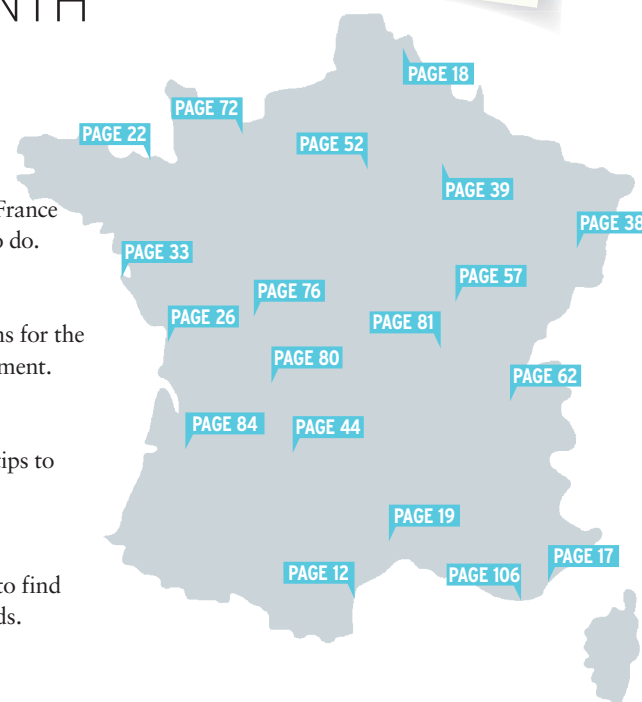 NTH
France
o do.
ns for the
ment.
tips to
to find
ds.
PAGE 18
PAGE 72
PAGE 22
PAGE 52
PAGE 39
PAGE 38
PAGE 33
PAGE 57
PAGE 76
PAGE 26
PAGE 81
PAGE 80
PAGE 62
PAGE 84
PAGE 44
PAGE 19
PAGE 17
PAGE 12
PAGE 106